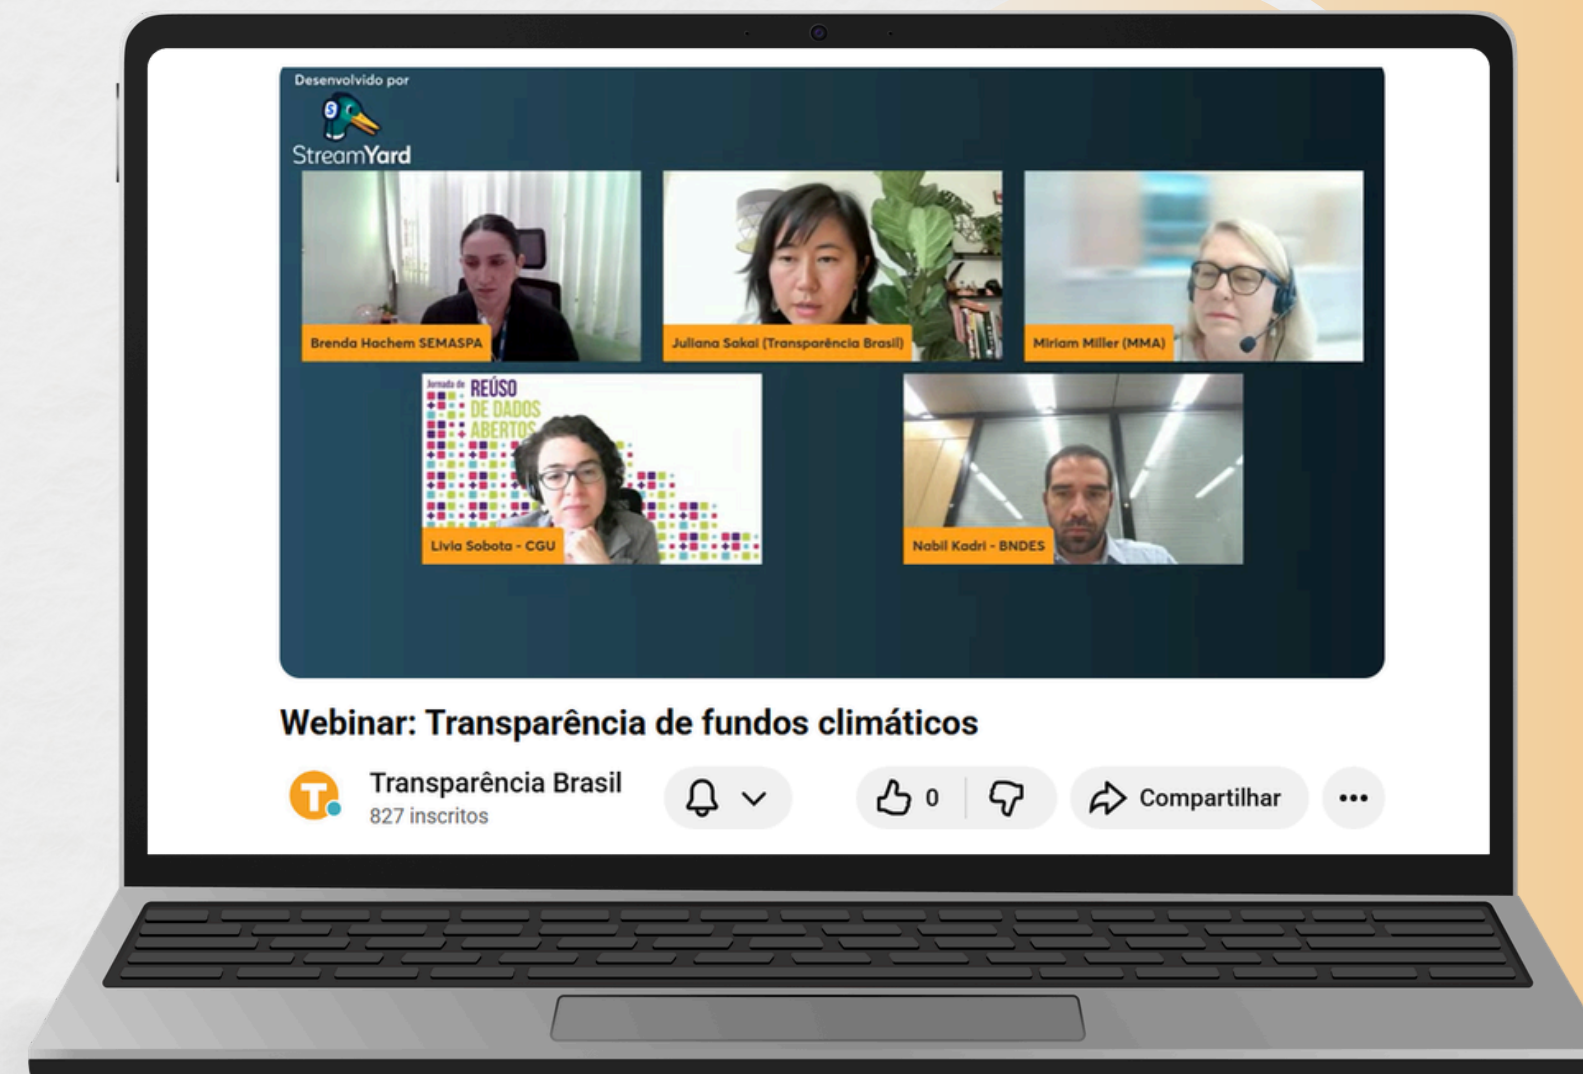 Desenvolvido por
S
StreamYard
Brenda Hachem SEMASPA
Juliana Sakai (Transparência Brasil)
Miriam Miller (MMA)
Jornada de
REÚSO
DE DADOS
ABERTOS
Livia Sobota - CGU
Nabil Kadri - BNDES
Webinar: Transparência de fundos climáticos
T.
Transparência Brasil
827 inscritos
0
Compartilhar